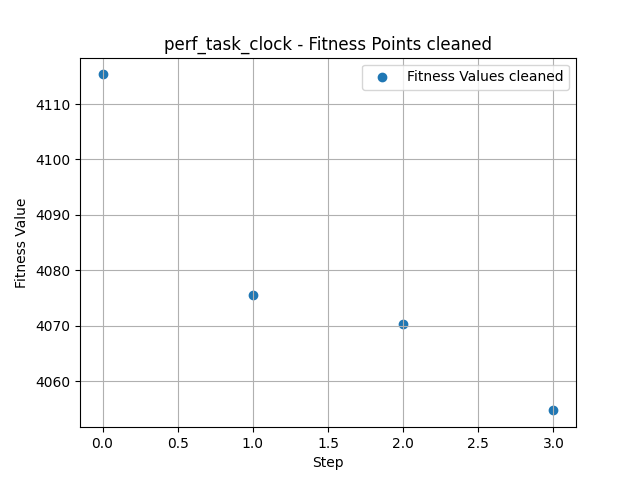 perf_task_clock - Fitness Points cleaned
Fitness Values cleaned
4110
4100
4090
4080
4070
4060
Fitness Value
0.0 0.5 1.0 1.5 2.0 2.5 3.0
Step